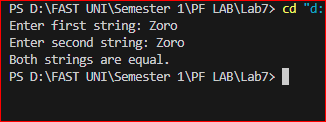 PS D:\FAST UNI\Semester 1\PF LAB\Lab7> cd "d:
Enter first string: Zoro
Enter second string: Zoro
Both strings are equal.
PS D:\FAST UNI\Semester 1\PF LAB\Lab7>